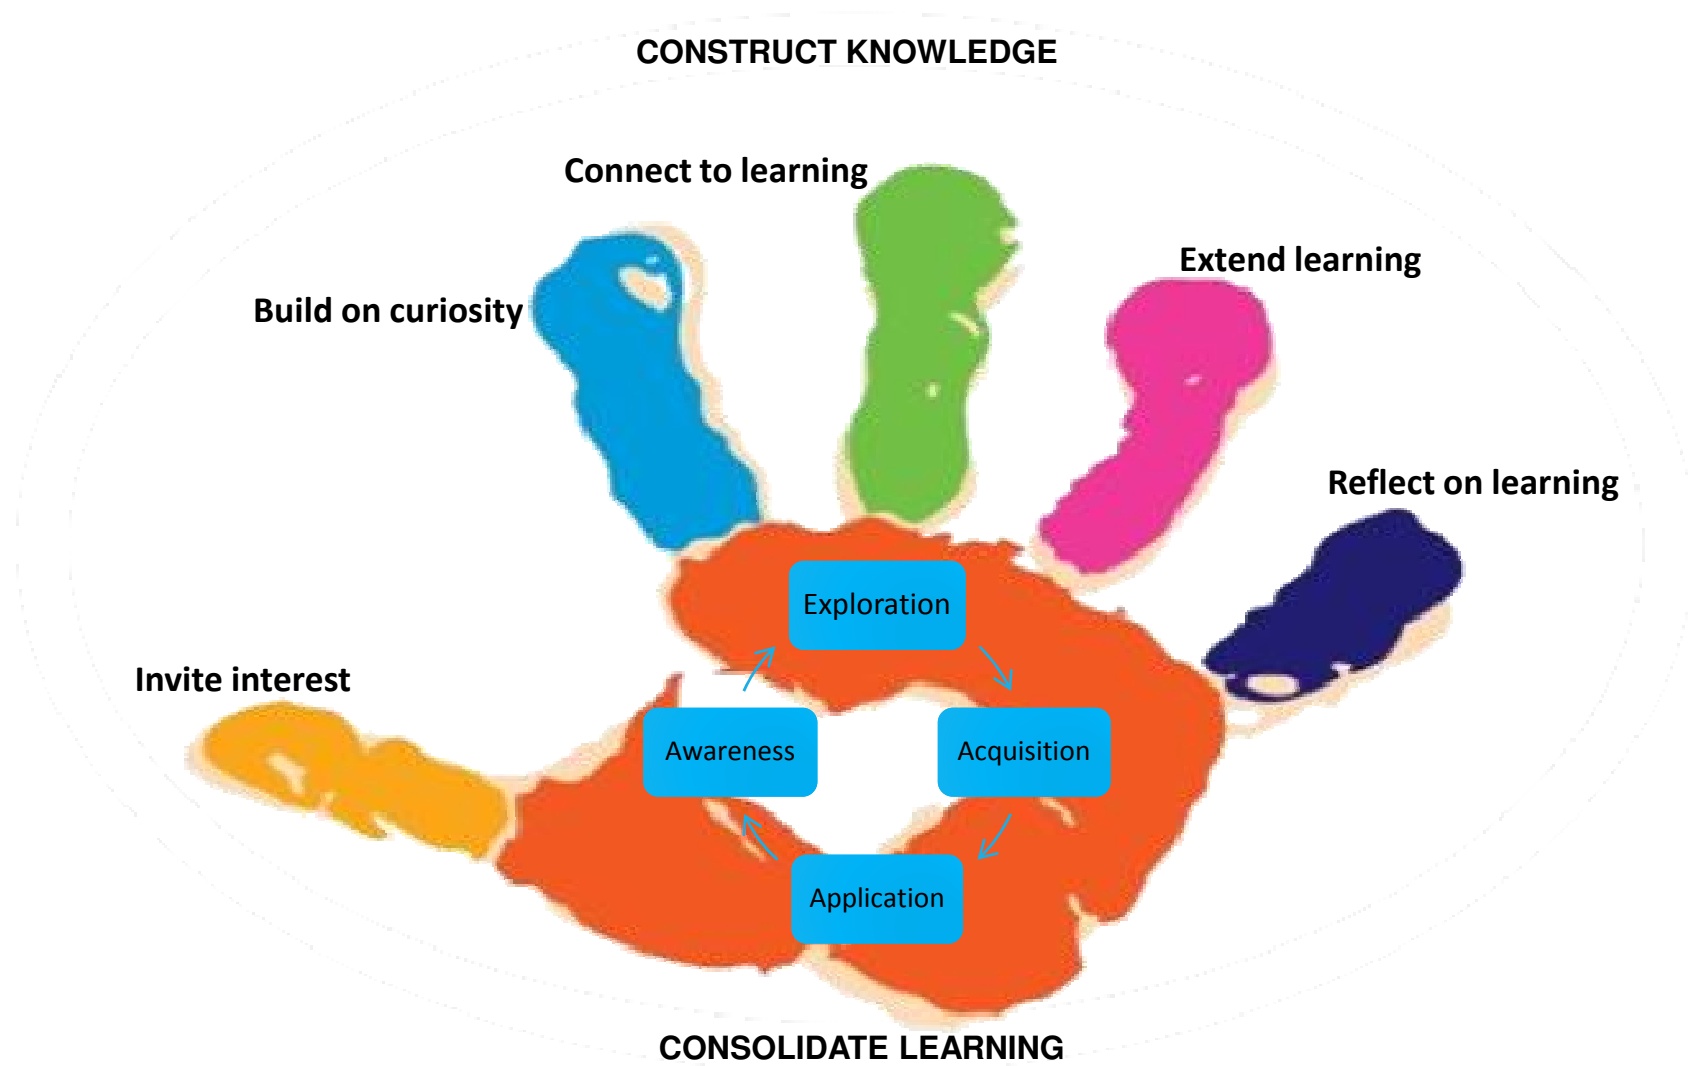 CONSTRUCT KNOWLEDGE
Connect to learning
Extend learning
Build on curiosity
Reflect on learning
Invite interest
Exploration
Awareness
Acquisition
Application
CONSOLIDATE LEARNING